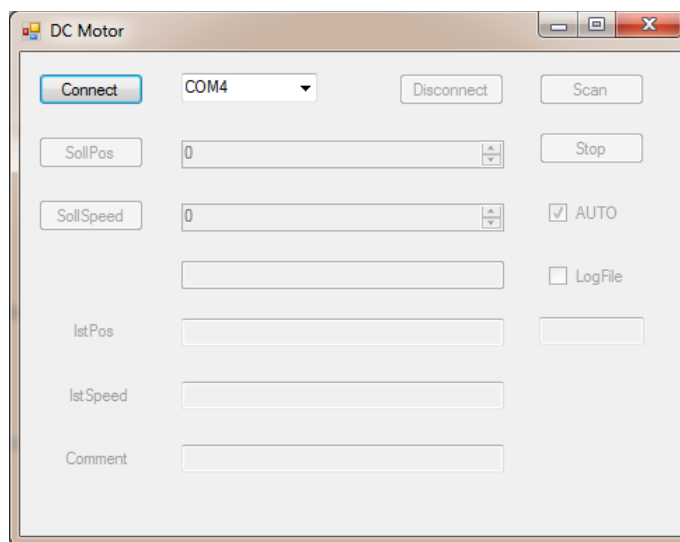 DC Motor
Connect COM4 Disconnect Scan
SollPos 0 Stop
SollSpeed 0 AUTO
LogFile
IstPos
IstSpeed
Comment